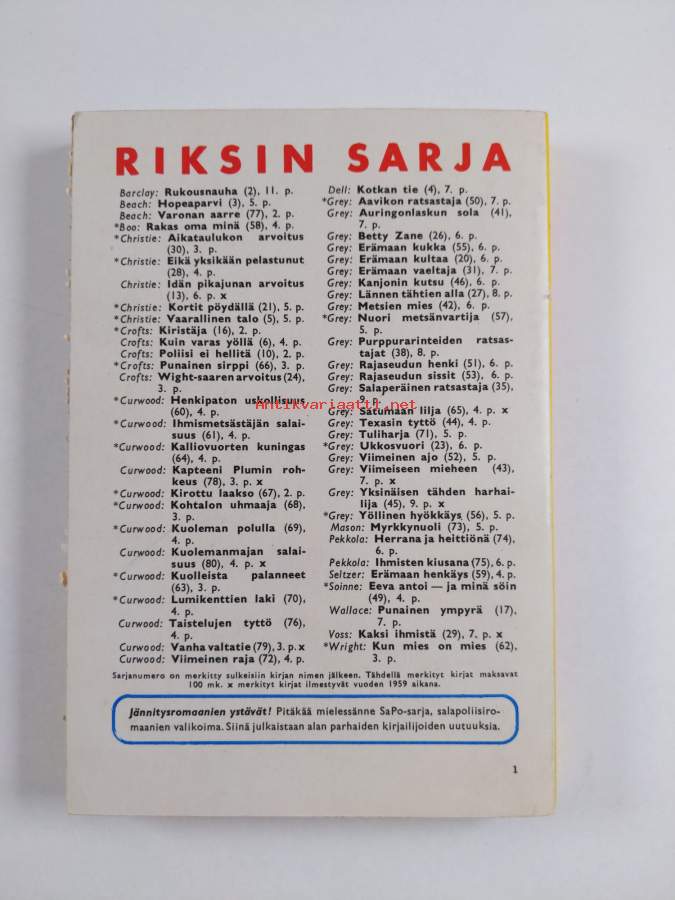 RIKSIN SARJA
Barclay: Rukousnauha (2), 11. p.
Beach: Hopeaparvi (3), 5. p.
Beach: Varonan aarre (77), 2. p.
*Boo: Rakas oma minä (58), 4. p.
*Christie: Aikataulukon arvoitus
(30), 3. p.
*Christie: Eikä yksikään pelastunut
(28), 4. p.
Christie: Idän pikajunan arvoitus
(13), 6. p. x
*Christie: Kortit pöydällä (21), 5. p.
*Christie: Vaarallinen talo (5), 5. p.
*Crofts: Kiristäja (16), 2. p.
Crofts: Kuin varas yöllä (6), 4. p.
Crofts: Poliisi ei hellitä (10), 2. p.
*Crofts: Punainen sirppi (66), 3. p.
Crofts: Wight-saaren arvoitus (24),
3. p.
*Curwood: Henkipaton uskollisuus
(60), 4. p.
*Curwood: Ihmismetsästäjän salai-
suus (61), 4. p.
*Curwood: Kalliovuorten kuningas
(64), 4. p.
Curwood: Kapteeni Plumin roh-
keus (78), 3. p. x
*Curwood: Kirottu laakso (67), 2. p.
*Curwood: Kohtalon uhmaaja (68),
3. p.
*Curwood: Kuoleman polulla (69),
4. p.
Curwood: Kuolemanmajan salai-
suus (80), 4. p. x
*Curwood: Kuolleista palanneet
(63), 3. p.
*Curwood: Lumikenttien laki (70),
4. p.
Curwood: Taistelujen tyttö (76),
4. p.
Curwood: Vanha valtatie (79), 3. p. x
Curwood: Viimeinen raja (72), 4. p.
Dell: Kotkan tie (4), 7. p.
*Grey: Aavikon ratsastaja (50), 7. p.
Grey: Auringonlaskun sola (41),
7. p.
Grey: Betty Zane (26), 6. p.
Grey: Erämaan kukka (55), 6. p.
Grey: Erämaan kultaa (20), 6. p.
Grey: Erämaan vaeltaja (31), 7. p.
Grey: Kanjonin kutsu (46), 6. p.
Grey: Lännen tähtien alla (27), 8. p.
Grey: Metsien mies (42), 6. p.
*Grey: Nuori metsänvartija (57),
5. p.
Grey: Purppurarinteiden ratsas-
tajat (38), 8. p.
Grey: Rajaseudun henki (51), 6. p.
Grey: Rajaseudun sissit (53), 6. p.
Grey: Salaperäinen ratsastaja (35),
9. p.
Grey: Satumaan lilja (65), 4. p. x
Grey: Texasin tyttö (44), 4. p.
Grey: Tuliharja (71), 5. p.
*Grey: Ukkosvuori (23), 6. p.
Grey: Viimeinen ajo (52), 5. p.
Grey: Viimeiseen mieheen (43),
7. p. x
Grey: Yksinäisen tähden harhai-
lija (45), 9. p. x
*Grey: Yöllinen hyökkäys (56), 5. p.
Mason: Myrkkynuoli (73), 5. p.
Pekkola: Herrana ja heittiönä (74),
6. p.
Pekkola: Ihmisten kiusana (75), 6. p.
Seltzer: Erämaan henkäys (59), 4. p.
*Soinne: Eeva antoi — ja minä söin
(49), 4. p.
Wallace: Punainen ympyrä (17),
7. p.
Voss: Kaksi ihmistä (29), 7. p. x
*Wright: Kun mies on mies (62),
3. p.
Antikvariaatti.net
Sarjanumero on merkitty sulkeisiin kirjan nimen jälkeen. Tähdellä merkityt kirjat maksavat
100 mk. x merkityt kirjat ilmestyvät vuoden 1959 aikana.
Jännitysromaanien ystävät! Pitäkää mielessänne SaPo-sarja, salapoliisiro-
maanien valikoima. Siinä julkaistaan alan parhaiden kirjailijoiden uutuuksia.
1